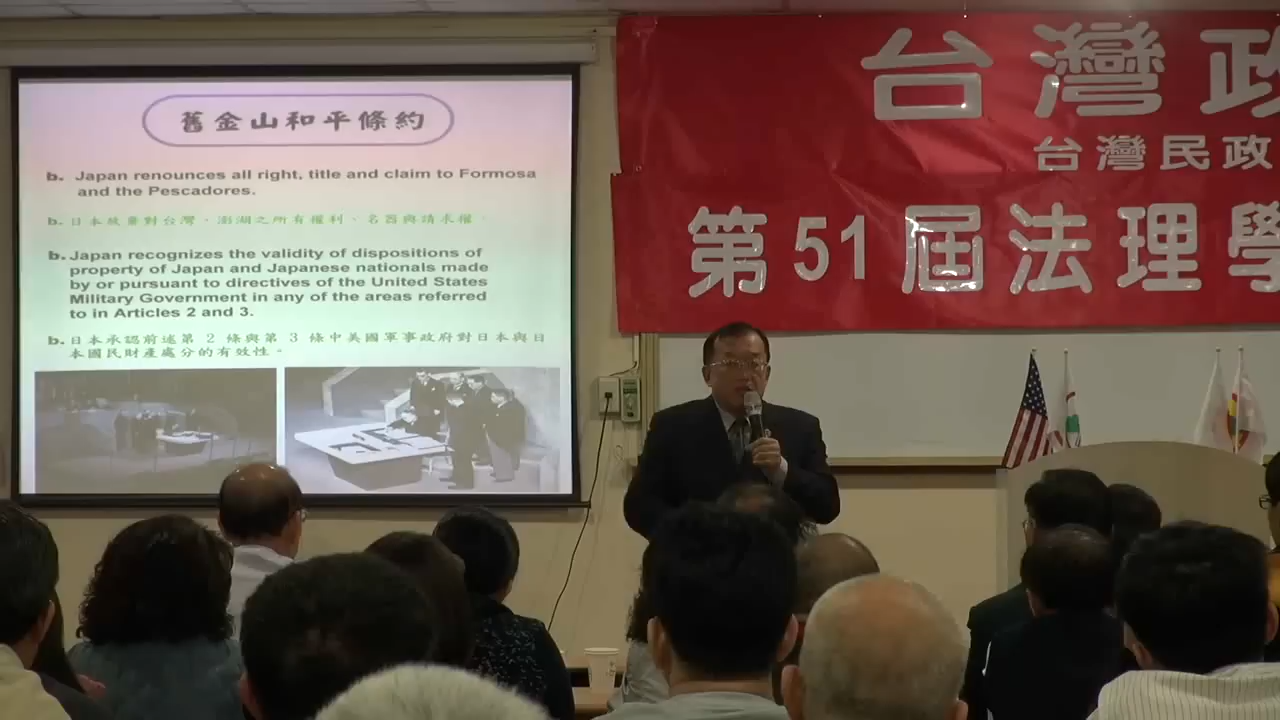 舊金山和平條約
b. Japan renounces all right, title and claim to Formosa
and the Pescadores.
b. 日本放棄對台灣、澎湖之所有權利、名器與請求權。
b. Japan recognizes the validity of dispositions of
property of Japan and Japanese nationals made
by or pursuant to directives of the United States
Military Government in any of the areas referred
to in Articles 2 and 3.
b. 日本承認前述第 2 條與第 3 條中美國軍事政府對日本與日
本國民財產處分的有效性。
台灣政
台灣民政
第51屆法理學